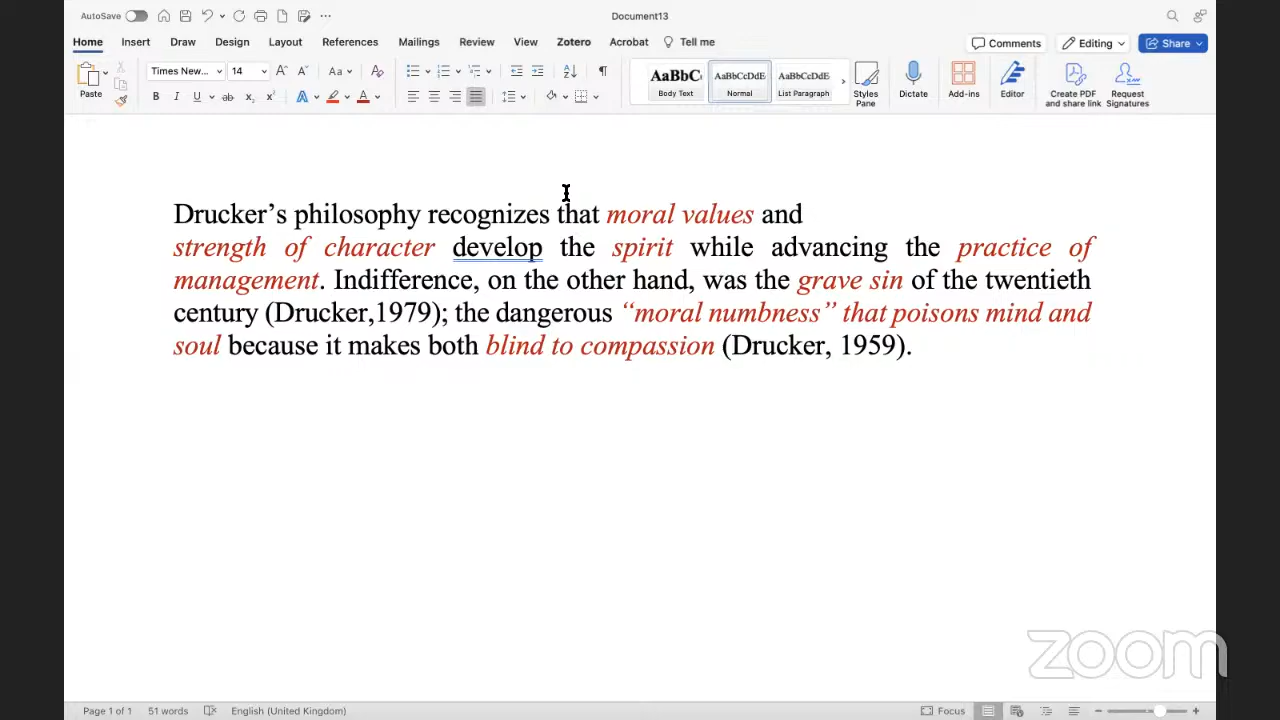 AutoSave Document13
Home Insert Draw Design Layout References Mailings Review View Zotero Acrobat Tell me Comments Editing Share
Paste Times New... 14 Aa AaBbC AaBbCcDdE AaBbCcDdE Styles Pane Dictate Add-ins Editor Create PDF and share link Request Signatures
Body Text Normal List Paragraph
Drucker’s philosophy recognizes that moral values and
strength of character develop the spirit while advancing the practice of
management. Indifference, on the other hand, was the grave sin of the twentieth
century (Drucker,1979); the dangerous “moral numbness” that poisons mind and
soul because it makes both blind to compassion (Drucker, 1959).
zoom
Page 1 of 1 51 words English (United Kingdom) Focus